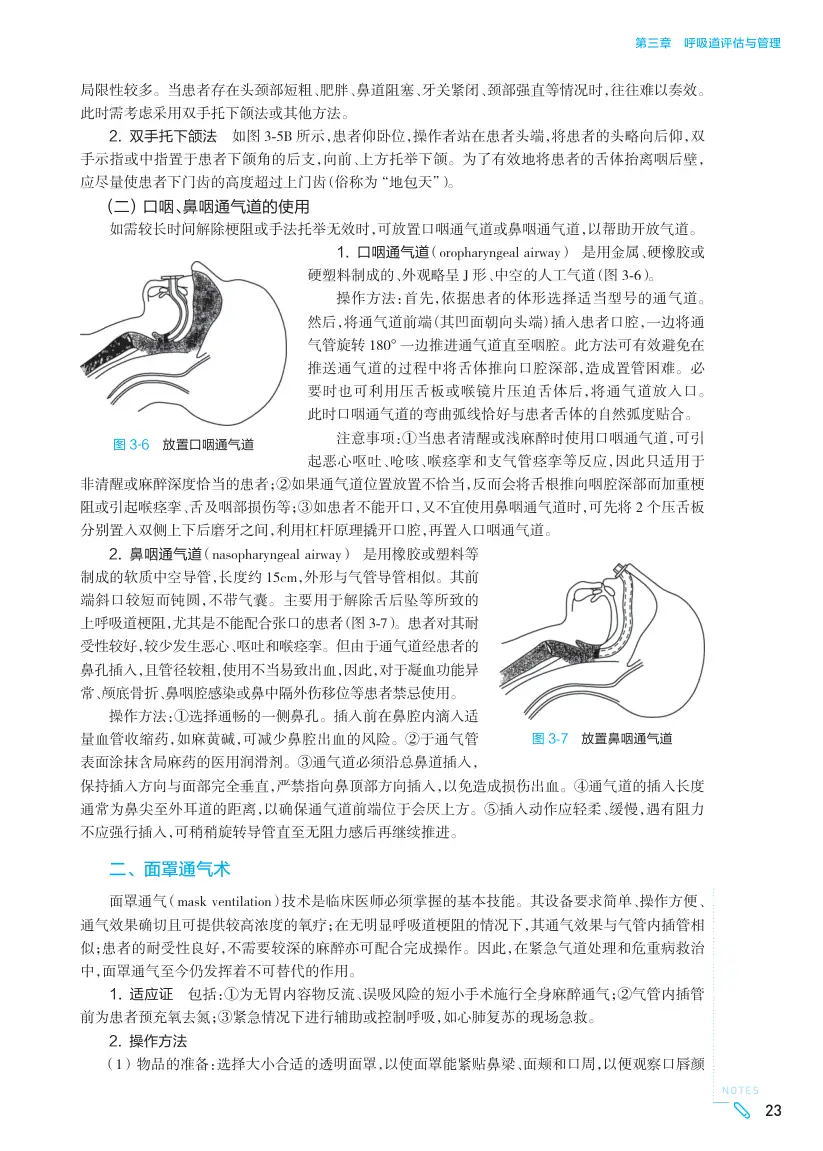 第三章 呼吸道评估与管理
局限性较多。当患者存在头颈部短粗、肥胖、鼻道阻塞、牙关紧闭、颈部强直等情况时,往往难以奏效。
此时需考虑采用双手托下颌法或其他方法。
2. 双手托下颌法 如图 3-5B 所示,患者仰卧位,操作者站在患者头端,将患者的头略向后仰,双
手示指或中指置于患者下颌角的后支,向前、上方托举下颌。为了有效地将患者的舌体抬离咽后壁,
应尽量使患者下门齿的高度超过上门齿(俗称为“地包天”)。
(二)口咽、鼻咽通气道的使用
如需较长时间解除梗阻或手法托举无效时,可放置口咽通气道或鼻咽通气道,以帮助开放气道。
1. 口咽通气道(oropharyngeal airway) 是用金属、硬橡胶或
硬塑料制成的、外观略呈 J 形、中空的人工气道(图 3-6)。
操作方法:首先,依据患者的体形选择适当型号的通气道。
然后,将通气道前端(其凹面朝向头端)插入患者口腔,一边将通
气管旋转 180° 一边推进通气道直至咽腔。此方法可有效避免在
推送通气道的过程中将舌体推向口腔深部,造成置管困难。必
要时也可利用压舌板或喉镜片压迫舌体后,将通气道放入口。
此时口咽通气道的弯曲弧线恰好与患者舌体的自然弧度贴合。
图 3-6 放置口咽通气道
注意事项:①当患者清醒或浅麻醉时使用口咽通气道,可引
起恶心呕吐、呛咳、喉痉挛和支气管痉挛等反应,因此只适用于
非清醒或麻醉深度恰当的患者;②如果通气道位置放置不恰当,反而会将舌根推向咽腔深部而加重梗
阻或引起喉痉挛、舌及咽部损伤等;③如患者不能开口,又不宜使用鼻咽通气道时,可先将 2 个压舌板
分别置入双侧上下后磨牙之间,利用杠杆原理撬开口腔,再置入口咽通气道。
2. 鼻咽通气道(nasopharyngeal airway) 是用橡胶或塑料等
制成的软质中空导管,长度约 15cm,外形与气管导管相似。其前
端斜口较短而钝圆,不带气囊。主要用于解除舌后坠等所致的
上呼吸道梗阻,尤其是不能配合张口的患者(图 3-7)。患者对其耐
受性较好,较少发生恶心、呕吐和喉痉挛。但由于通气道经患者的
鼻孔插入,且管径较粗,使用不当易致出血,因此,对于凝血功能异
常、颅底骨折、鼻咽腔感染或鼻中隔外伤移位等患者禁忌使用。
操作方法:①选择通畅的一侧鼻孔。插入前在鼻腔内滴入适
量血管收缩药,如麻黄碱,可减少鼻腔出血的风险。②于通气管
表面涂抹含局麻药的医用润滑剂。③通气道必须沿总鼻道插入,
图 3-7 放置鼻咽通气道
保持插入方向与面部完全垂直,严禁指向鼻顶部方向插入,以免造成损伤出血。④通气道的插入长度
通常为鼻尖至外耳道的距离,以确保通气道前端位于会厌上方。⑤插入动作应轻柔、缓慢,遇有阻力
不应强行插入,可稍稍旋转导管直至无阻力感后再继续推进。
二、面罩通气术
面罩通气(mask ventilation)技术是临床医师必须掌握的基本技能。其设备要求简单、操作方便、
通气效果确切且可提供较高浓度的氧疗;在无明显呼吸道梗阻的情况下,其通气效果与气管内插管相
似;患者的耐受性良好,不需要较深的麻醉亦可配合完成操作。因此,在紧急气道处理和危重病救治
中,面罩通气至今仍发挥着不可替代的作用。
1. 适应证 包括:①为无胃内容物反流、误吸风险的短小手术施行全身麻醉通气;②气管内插管
前为患者预充氧去氮;③紧急情况下进行辅助或控制呼吸,如心肺复苏的现场急救。
2. 操作方法
(1)物品的准备:选择大小合适的透明面罩,以使面罩能紧贴鼻梁、面颊和口周,以便观察口唇颜
NOTES
23